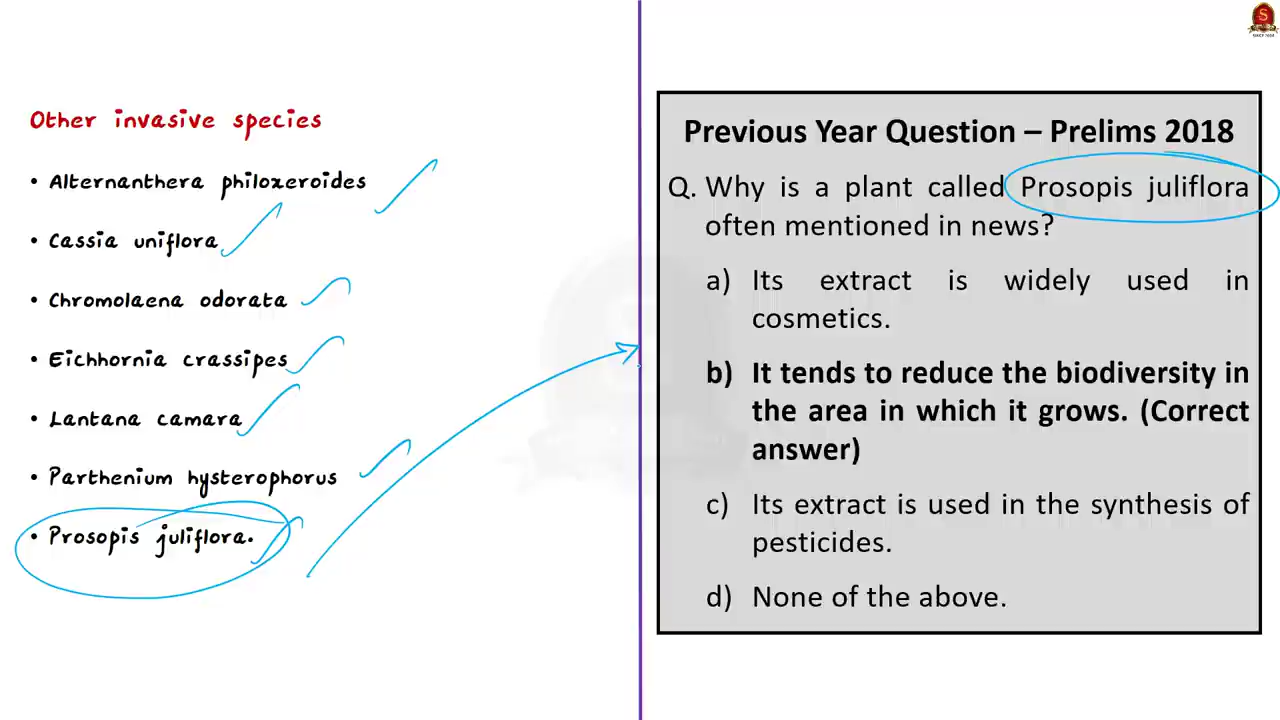 Other invasive species
• Alternanthera philoxeroides
• Cassia uniflora
• Chromolaena odorata
• Eichhornia crassipes
• Lantana camara
• Parthenium hysterophorus
• Prosopis juliflora.
Previous Year Question – Prelims 2018
Q. Why is a plant called Prosopis juliflora
often mentioned in news?
a) Its extract is widely used in
cosmetics.
b) It tends to reduce the biodiversity in
the area in which it grows. (Correct
answer)
c) Its extract is used in the synthesis of
pesticides.
d) None of the above.